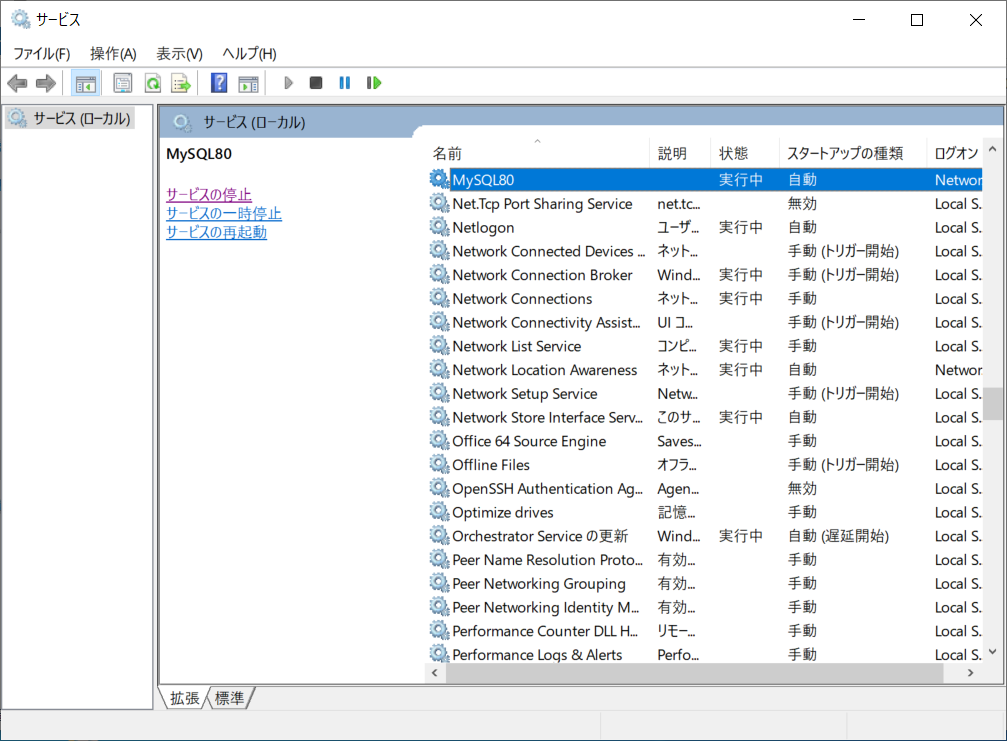 サービス
ファイル(F) 操作(A) 表示(V) ヘルプ(H)
サービス (ローカル)
サービス (ローカル)
MySQL80
サービスの停止
サービスの一時停止
サービスの再起動
名前 説明 状態 スタートアップの種類 ログオン
MySQL80 実行中 自動 Networ
Net.Tcp Port Sharing Service net.tc... 無効 Local S.
Netlogon ユーザ... 実行中 自動 Local S.
Network Connected Devices ... ネット... 手動 (トリガー開始) Local S.
Network Connection Broker Wind... 実行中 手動 (トリガー開始) Local S.
Network Connections ネット... 実行中 手動 Local S.
Network Connectivity Assist... UI コ... 手動 (トリガー開始) Local S.
Network List Service コンピ... 実行中 手動 Local S.
Network Location Awareness ネット... 実行中 自動 Networ
Network Setup Service Netw... 手動 (トリガー開始) Local S.
Network Store Interface Serv... このサ... 実行中 自動 Local S.
Office 64 Source Engine Saves... 手動 Local S.
Offline Files オフラ... 手動 (トリガー開始) Local S.
OpenSSH Authentication Ag... Agen... 無効 Local S.
Optimize drives 記憶... 手動 Local S.
Orchestrator Service の更新 Wind... 実行中 自動 (遅延開始) Local S.
Peer Name Resolution Proto... 有効... 手動 Local S.
Peer Networking Grouping 有効... 手動 Local S.
Peer Networking Identity M... 有効... 手動 Local S.
Performance Counter DLL H... リモー... 手動 Local S.
Performance Logs & Alerts Perfo... 手動 Local S.
拡張 標準